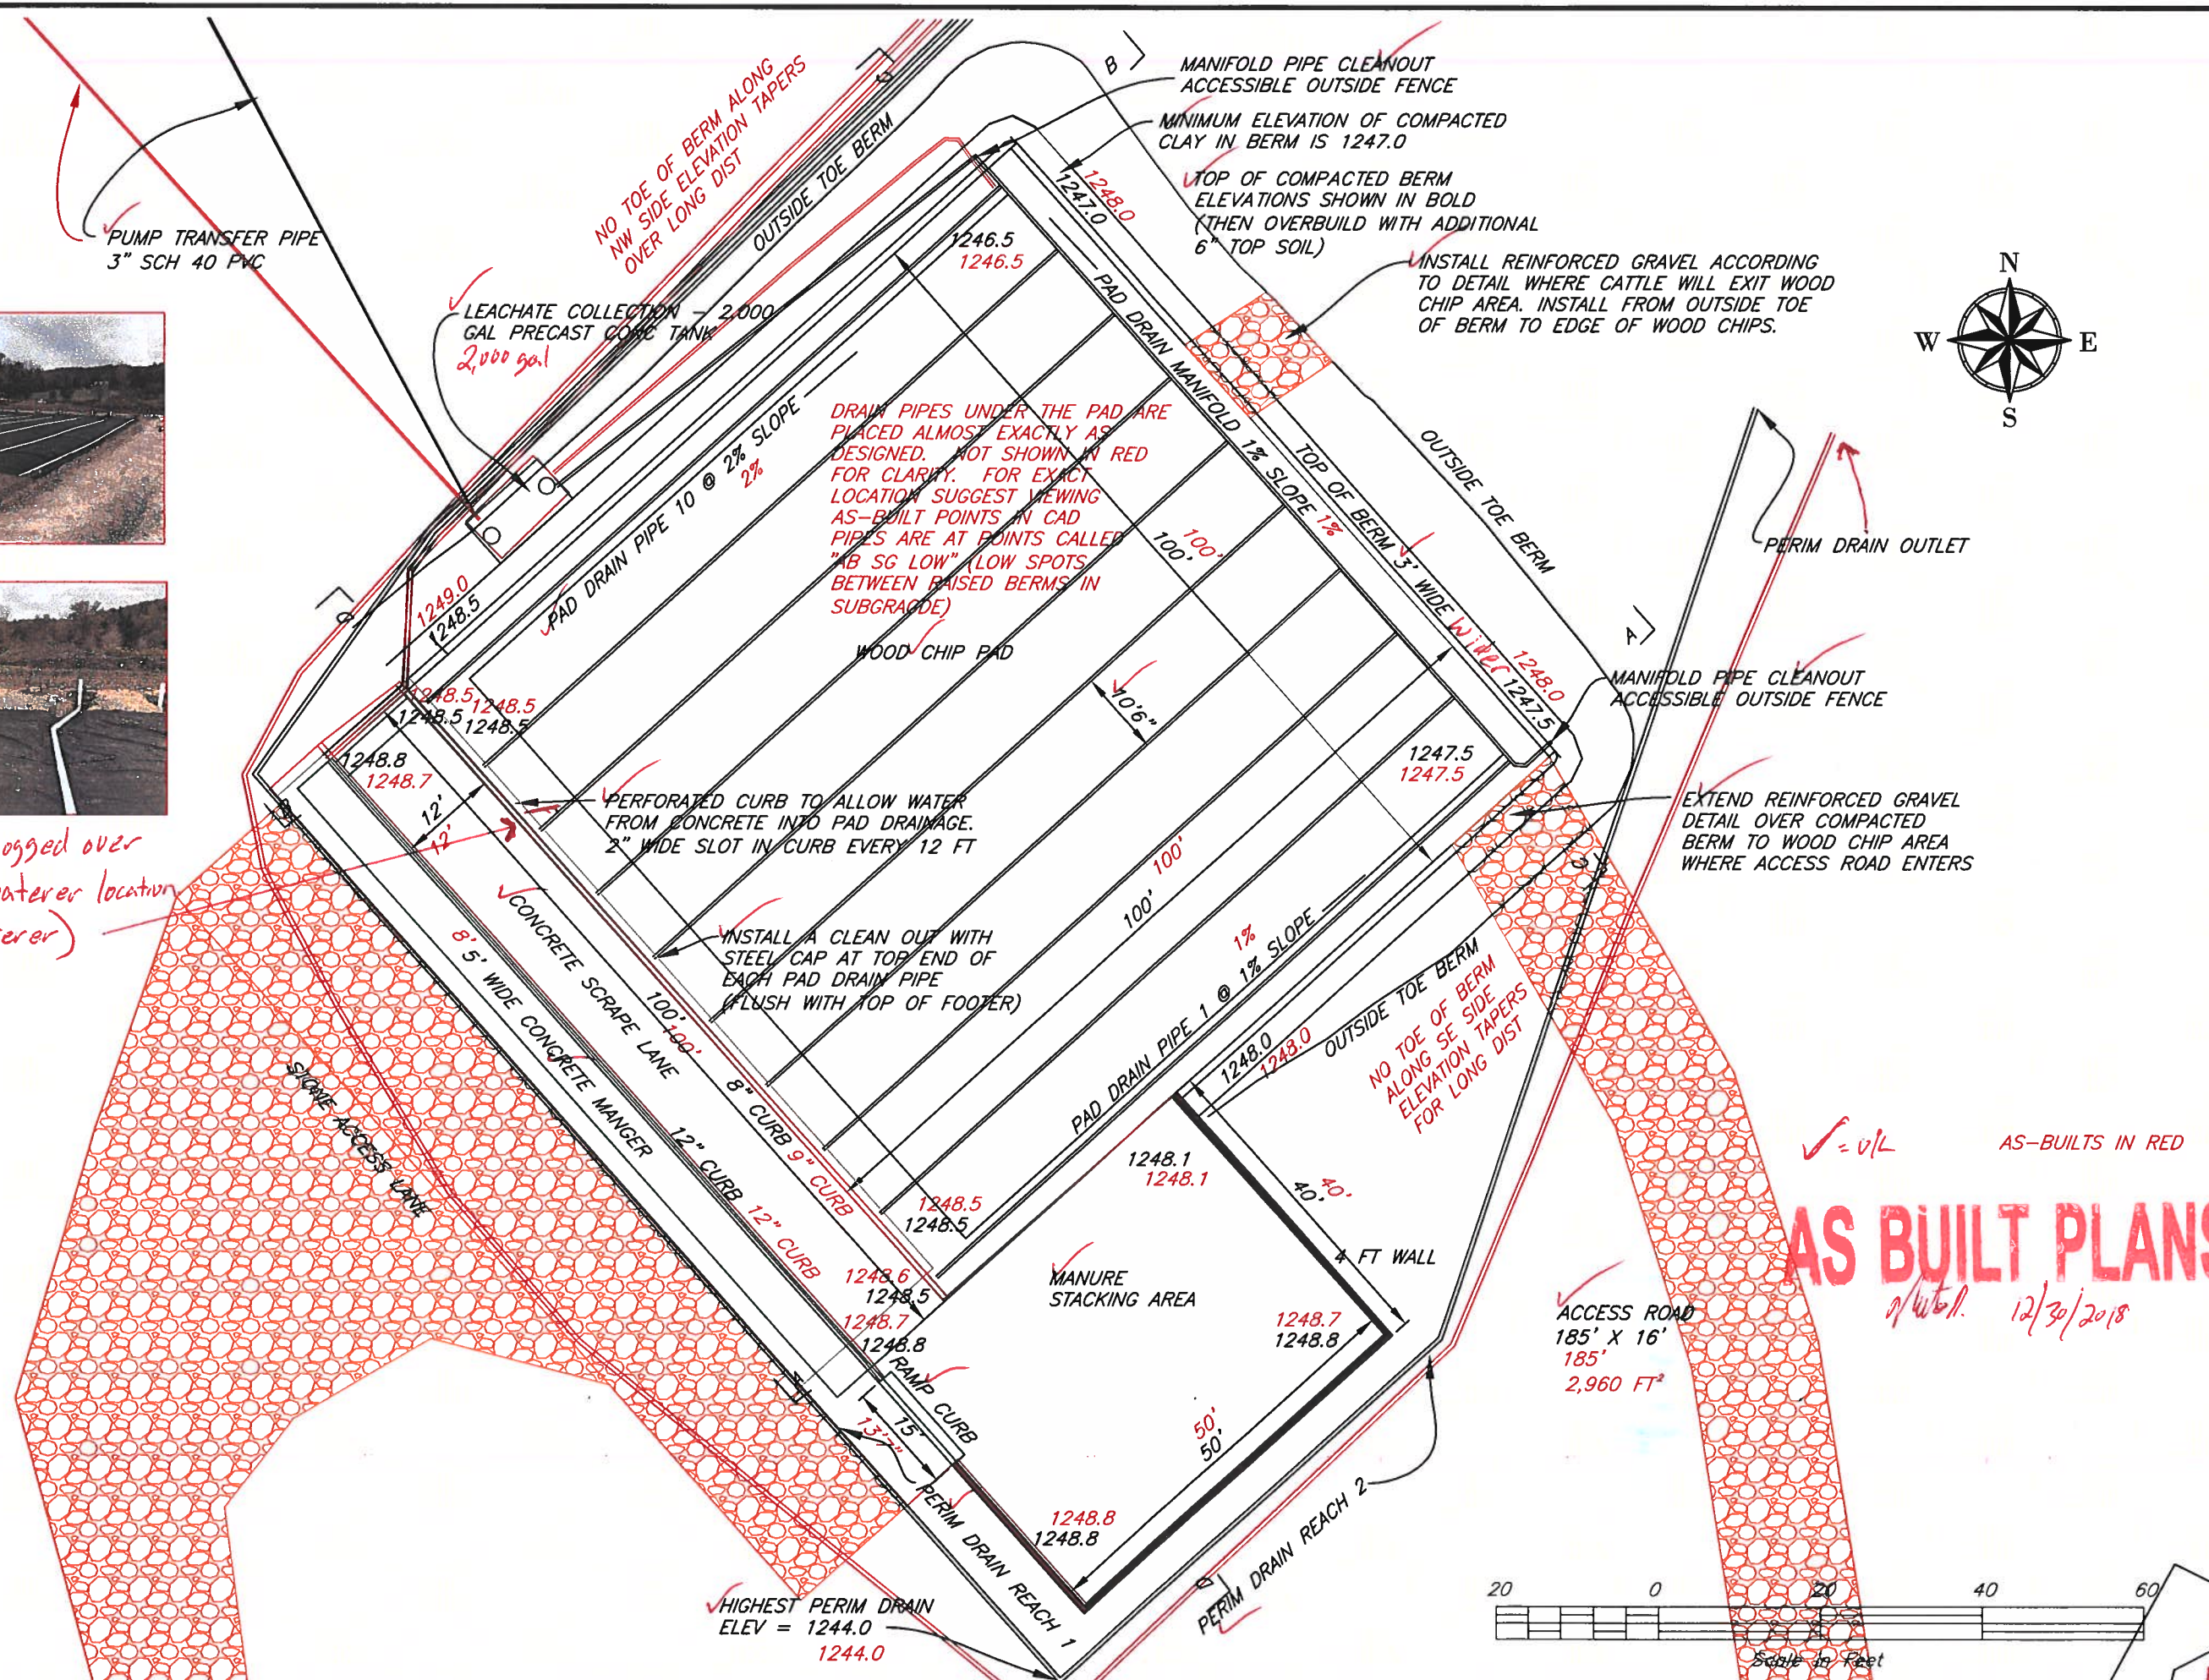 MANIFOLD PIPE CLEANOUT
ACCESSIBLE OUTSIDE FENCE
MINIMUM ELEVATION OF COMPACTED
CLAY IN BERM IS 1247.0
TOP OF COMPACTED BERM
ELEVATIONS SHOWN IN BOLD
(THEN OVERBUILD WITH ADDITIONAL
6" TOP SOIL)
INSTALL REINFORCED GRAVEL ACCORDING
TO DETAIL WHERE CATTLE WILL EXIT WOOD
CHIP AREA. INSTALL FROM OUTSIDE TOE
OF BERM TO EDGE OF WOOD CHIPS.
B
NO TOE OF BERM ALONG
NW SIDE ELEVATION TAPERS
OVER LONG DIST
OUTSIDE TOE BERM
PUMP TRANSFER PIPE
3" SCH 40 PVC
LEACHATE COLLECTION - 2,000
GAL PRECAST CONC TANK
2,000 gal
1248.0
1247.0
1246.5
1246.5
N
W E
S
PAD DRAIN MANIFOLD 1% SLOPE 1%
TOP OF BERM 3' WIDE Wider
OUTSIDE TOE BERM
PAD DRAIN PIPE 10 @ 2% SLOPE
2%
DRAIN PIPES UNDER THE PAD ARE
PLACED ALMOST EXACTLY AS
DESIGNED. NOT SHOWN IN RED
FOR CLARITY. FOR EXACT
LOCATION SUGGEST VIEWING
AS-BUILT POINTS IN CAD
PIPES ARE AT POINTS CALLED
"AB SG LOW" (LOW SPOTS
BETWEEN RAISED BERMS IN
SUBGRAODE)
100'
100'
PERIM DRAIN OUTLET
A
1249.0
1248.5
WOOD CHIP PAD
10'6"
1248.0
1247.5
MANIFOLD PIPE CLEANOUT
ACCESSIBLE OUTSIDE FENCE
1248.5
1248.5
1248.5
1248.5
1248.8
1248.7
1247.5
1247.5
12'
12'
PERFORATED CURB TO ALLOW WATER
FROM CONCRETE INTO PAD DRAINAGE.
2" WIDE SLOT IN CURB EVERY 12 FT
EXTEND REINFORCED GRAVEL
DETAIL OVER COMPACTED
BERM TO WOOD CHIP AREA
WHERE ACCESS ROAD ENTERS
ogged over
aterer location
erer)
100'
100'
INSTALL A CLEAN OUT WITH
STEEL CAP AT TOP END OF
EACH PAD DRAIN PIPE
(FLUSH WITH TOP OF FOOTER)
CONCRETE SCRAPE LANE
8' 5' WIDE CONCRETE MANGER
100'
100'
8" CURB 9" CURB
12" CURB 12" CURB
STONE ACCESS LANE
1%
PAD DRAIN PIPE 1 @ 1% SLOPE
OUTSIDE TOE BERM
NO TOE OF BERM
ALONG SE SIDE
ELEVATION TAPERS
FOR LONG DIST
1248.0
1248.0
1248.1
1248.1
40'
40'
4 FT WALL
1248.5
1248.5
1248.6
1248.5
1248.7
1248.8
MANURE
STACKING AREA
1248.7
1248.8
AS-BUILTS IN RED
AS BUILT PLANS
12/30/2018
ACCESS ROAD
185' X 16'
185'
2,960 FT²
RAMP CURB
15'
13'7"
50'
50'
1248.8
1248.8
PERIM DRAIN REACH 1
PERIM DRAIN REACH 2
HIGHEST PERIM DRAIN
ELEV = 1244.0
1244.0
20 0 20 40 60
Scale in Feet